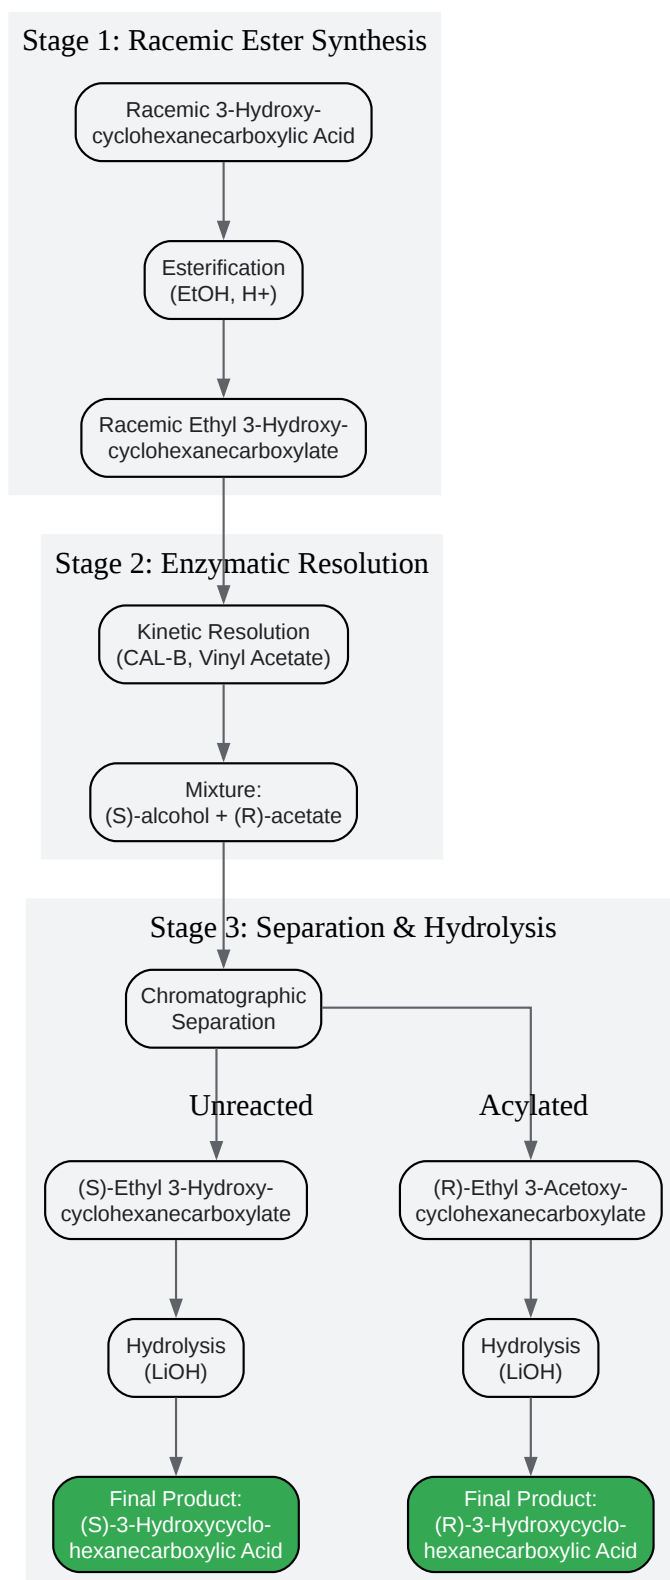 Stage 1: Racemic Ester Synthesis
Racemic 3-Hydroxy-
cyclohexanecarboxylic Acid
Esterification
(EtOH, H+)
Racemic Ethyl 3-Hydroxy-
cyclohexanecarboxylate
Stage 2: Enzymatic Resolution
Kinetic Resolution
(CAL-B, Vinyl Acetate)
Mixture:
(S)-alcohol + (R)-acetate
Stage 3: Separation & Hydrolysis
Chromatographic
Separation
Unreacted
Acylated
(S)-Ethyl 3-Hydroxy-
cyclohexanecarboxylate
(R)-Ethyl 3-Acetoxy-
cyclohexanecarboxylate
Hydrolysis
(LiOH)
Hydrolysis
(LiOH)
Final Product:
(S)-3-Hydroxycyclo-
hexanecarboxylic Acid
Final Product:
(R)-3-Hydroxycyclo-
hexanecarboxylic Acid